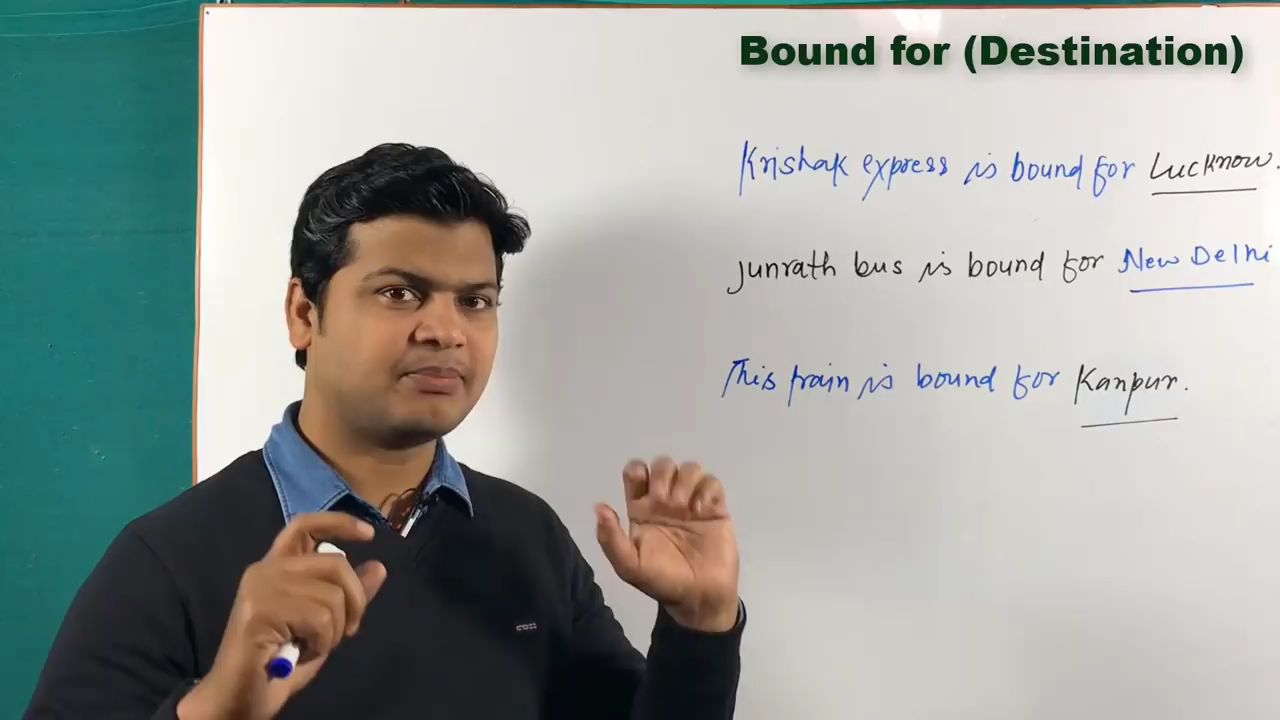 Bound for (Destination)
Krishak express is bound for Lucknow.
Junrath bus is bound for New Delhi
This train is bound for Kanpur.